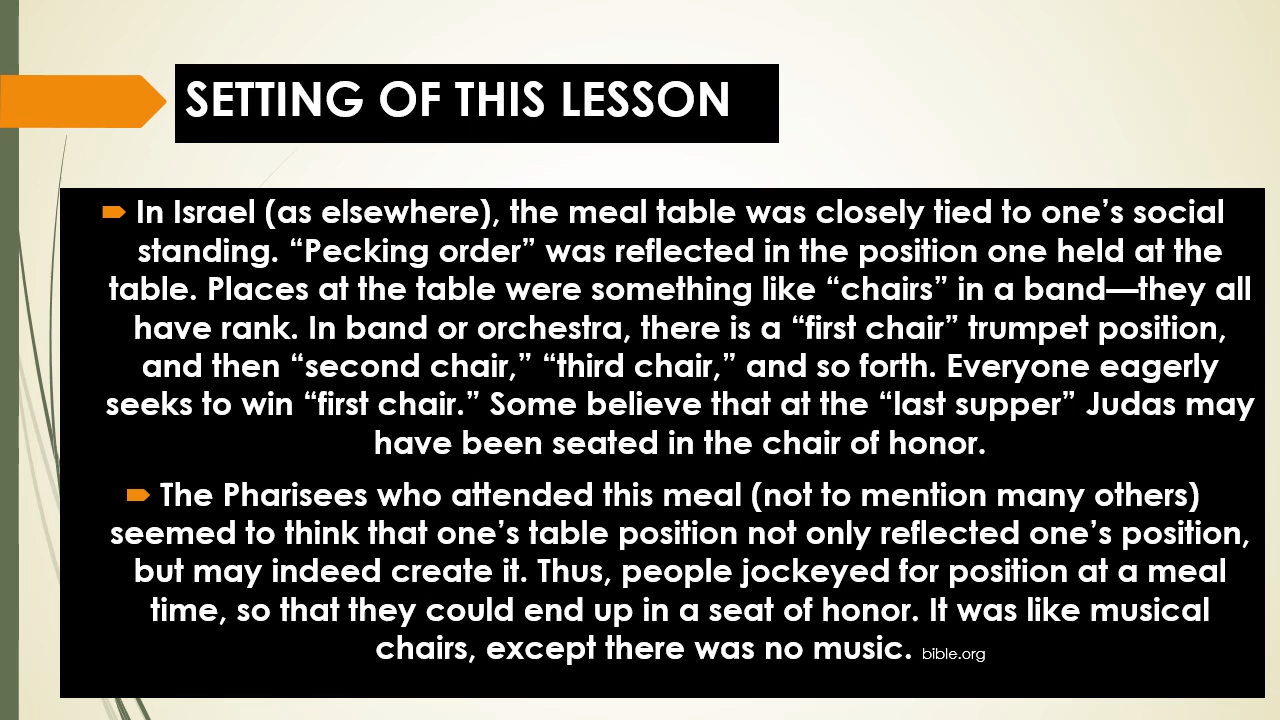 SETTING OF THIS LESSON
In Israel (as elsewhere), the meal table was closely tied to one’s social
standing. “Pecking order” was reflected in the position one held at the
table. Places at the table were something like “chairs” in a band—they all
have rank. In band or orchestra, there is a “first chair” trumpet position,
and then “second chair,” “third chair,” and so forth. Everyone eagerly
seeks to win “first chair.” Some believe that at the “last supper” Judas may
have been seated in the chair of honor.
The Pharisees who attended this meal (not to mention many others)
seemed to think that one’s table position not only reflected one’s position,
but may indeed create it. Thus, people jockeyed for position at a meal
time, so that they could end up in a seat of honor. It was like musical
chairs, except there was no music. bible.org